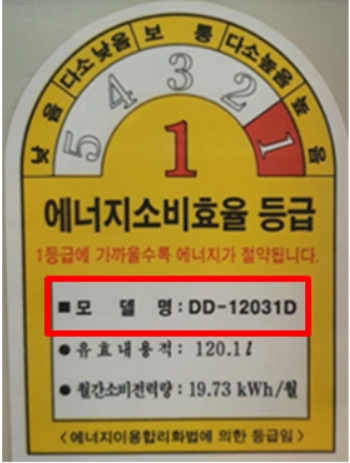 낮음 다소낮음 보통 다소높음 높음
5 4 3 2 1
1
에너지소비효율 등급
1등급에 가까울수록 에너지가 절약됩니다.
■ 모 델 명 : DD-12031D
● 유효내용적 : 120.1ℓ
● 월간소비전력량 : 19.73 kWh/월
<에너지이용합리화법에 의한 등급임>